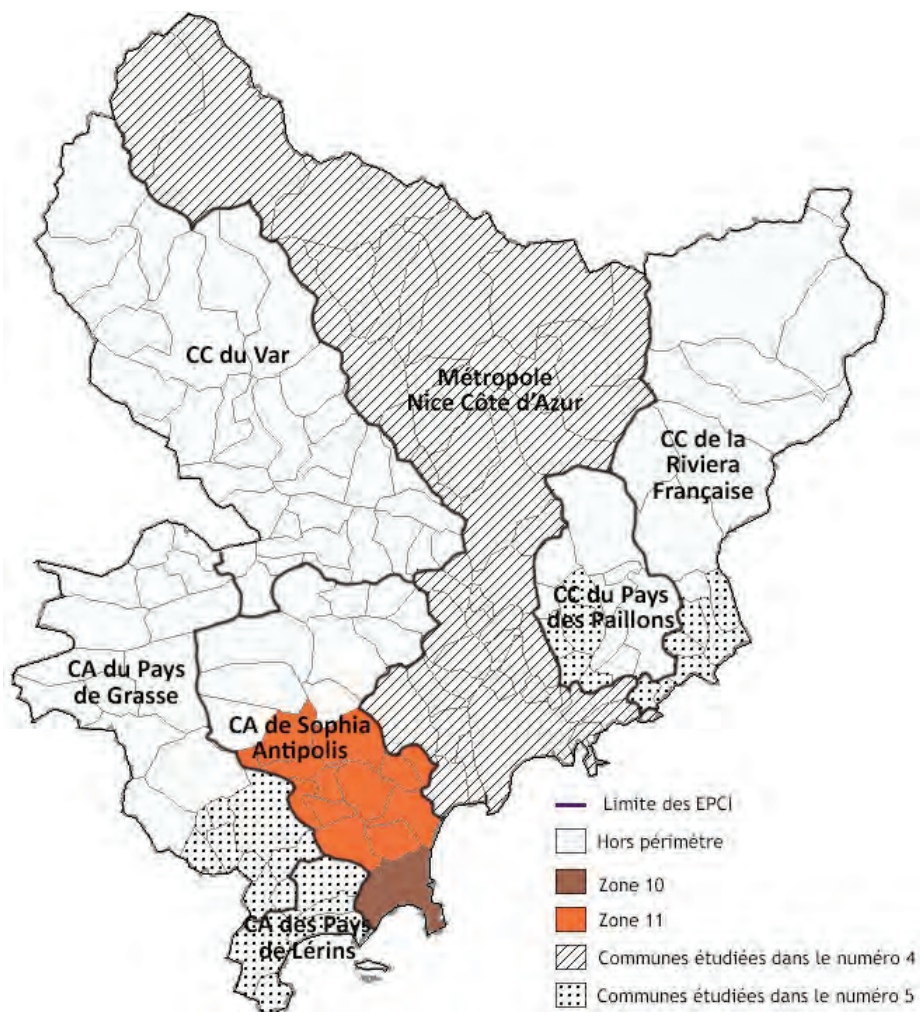 CC du Var
Métropole
Nice Côte d'Azur
CC de la
Riviera
Française
CC du Pays
des Paillons
CA du Pays
de Grasse
CA de Sophia
Antipolis
CA des Pays
de Lérins
Limite des EPCI
Hors périmètre
Zone 10
Zone 11
Communes étudiées dans le numéro 4
Communes étudiées dans le numéro 5